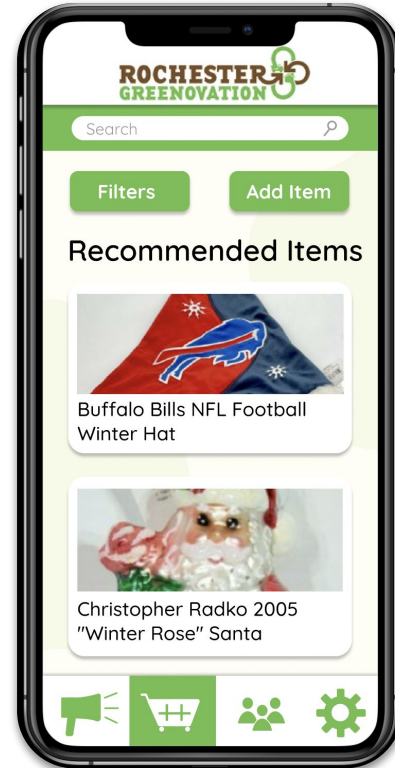 ROCHESTER
GREENOVATION
Search
Filters
Add Item
Recommended Items
Buffalo Bills NFL Football
Winter Hat
Christopher Radko 2005
"Winter Rose" Santa